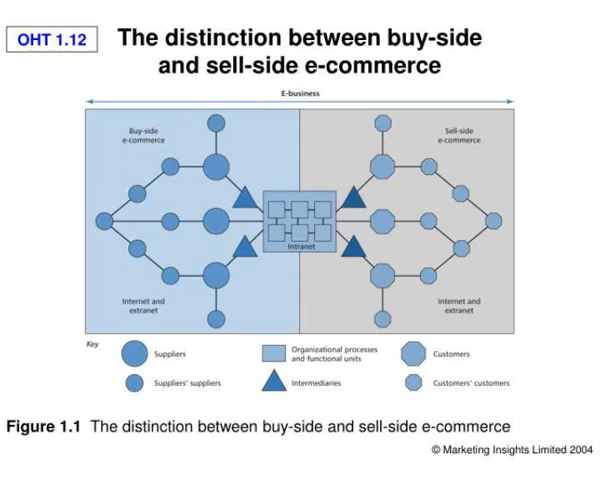 OHT 1.12
The distinction between buy-side
and sell-side e-commerce
E-business
Buy-side
e-commerce
Sell-side
e-commerce
Intranet
Internet and
extranet
Internet and
extranet
Key
Suppliers
Organizational processes
and functional units
Customers
Suppliers' suppliers
Intermediaries
Customers' customers
Figure 1.1 The distinction between buy-side and sell-side e-commerce
© Marketing Insights Limited 2004